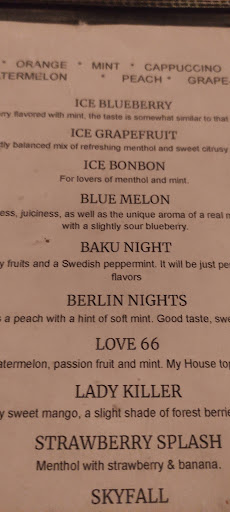 * ORANGE * MINT * CAPPUCCINO
TERMELON * PEACH * GRAPE
ICE BLUEBERRY
rry flavored with mint, the taste is somewhat similar to that
ICE GRAPEFRUIT
dly balanced mix of refreshing menthol and sweet citrusy
ICE BONBON
For lovers of menthol and mint.
BLUE MELON
ess, juiciness, as well as the unique aroma of a real m
with a slightly sour blueberry.
BAKU NIGHT
y fruits and a Swedish peppermint. It will be just pe
flavors
BERLIN NIGHTS
s a peach with a hint of soft mint. Good taste, swe
LOVE 66
atermelon, passion fruit and mint. My House top
LADY KILLER
y sweet mango, a slight shade of forest berrie
STRAWBERRY SPLASH
Menthol with strawberry & banana.
SKYFALL